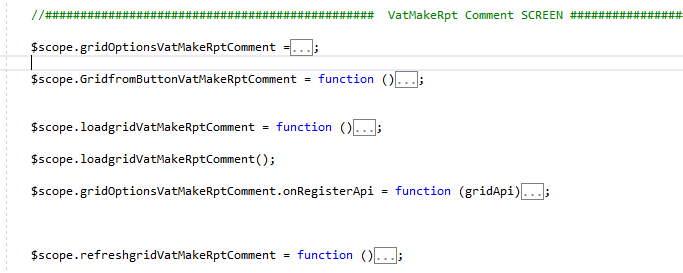 //############################################### VatMakeRpt Comment SCREEN ################
$scope.gridOptionsVatMakeRptComment =...;
$scope.GridfromButtonVatMakeRptComment = function ()...;
$scope.loadgridVatMakeRptComment = function ()...;
$scope.loadgridVatMakeRptComment();
$scope.gridOptionsVatMakeRptComment.onRegisterApi = function (gridApi)...;
$scope.refreshgridVatMakeRptComment = function ()...;